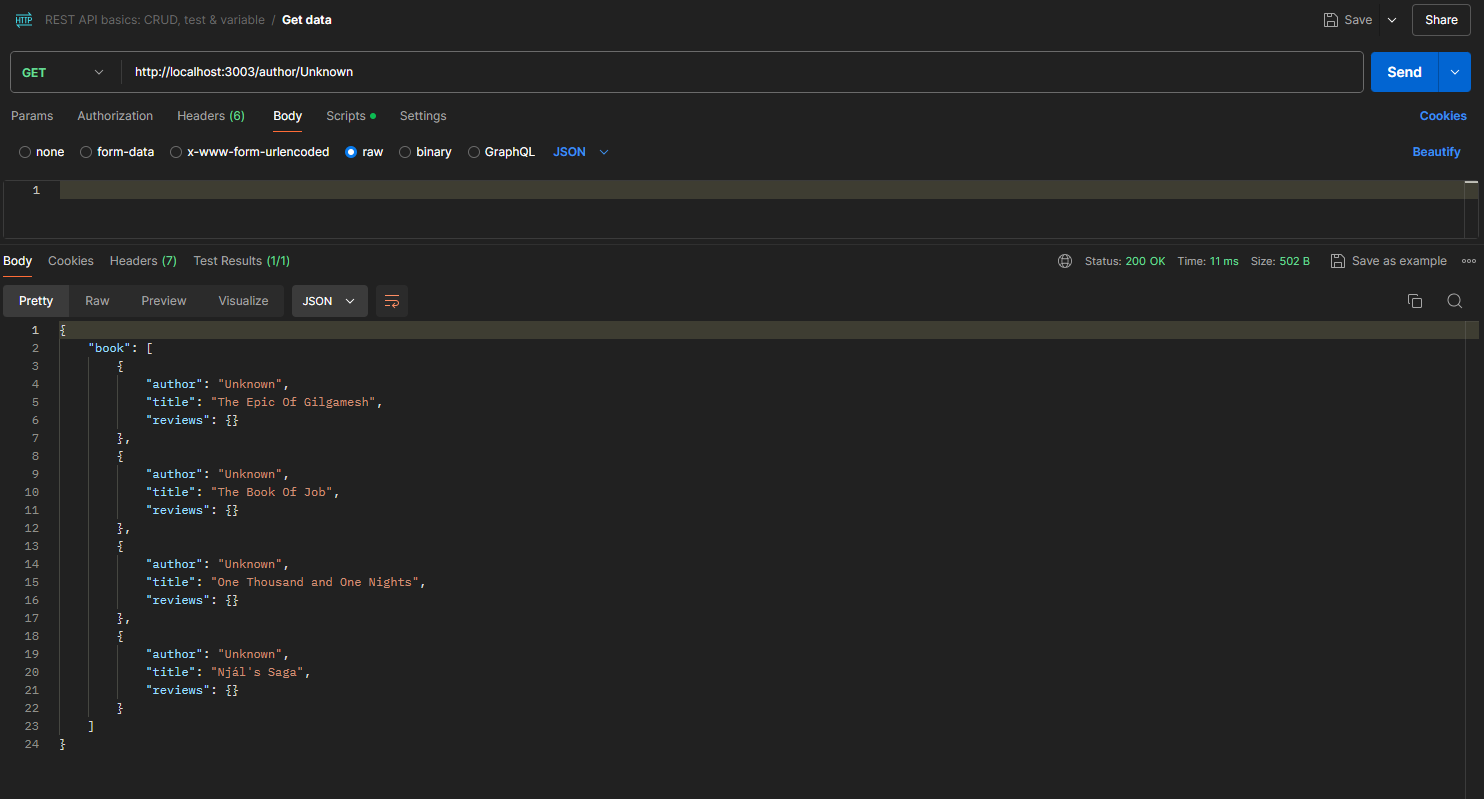 HTTP REST API basics: CRUD, test & variable / Get data Save Share
GET http://localhost:3003/author/Unknown Send
Params Authorization Headers (6) Body Scripts Settings Cookies
none form-data x-www-form-urlencoded raw binary GraphQL JSON Beautify
1
Body Cookies Headers (7) Test Results (1/1) Status: 200 OK Time: 11 ms Size: 502 B Save as example
Pretty Raw Preview Visualize JSON
1 {
2 "book": [
3 {
4 "author": "Unknown",
5 "title": "The Epic Of Gilgamesh",
6 "reviews": {}
7 },
8 {
9 "author": "Unknown",
10 "title": "The Book Of Job",
11 "reviews": {}
12 },
13 {
14 "author": "Unknown",
15 "title": "One Thousand and One Nights",
16 "reviews": {}
17 },
18 {
19 "author": "Unknown",
20 "title": "Njál's Saga",
21 "reviews": {}
22 }
23 ]
24 }